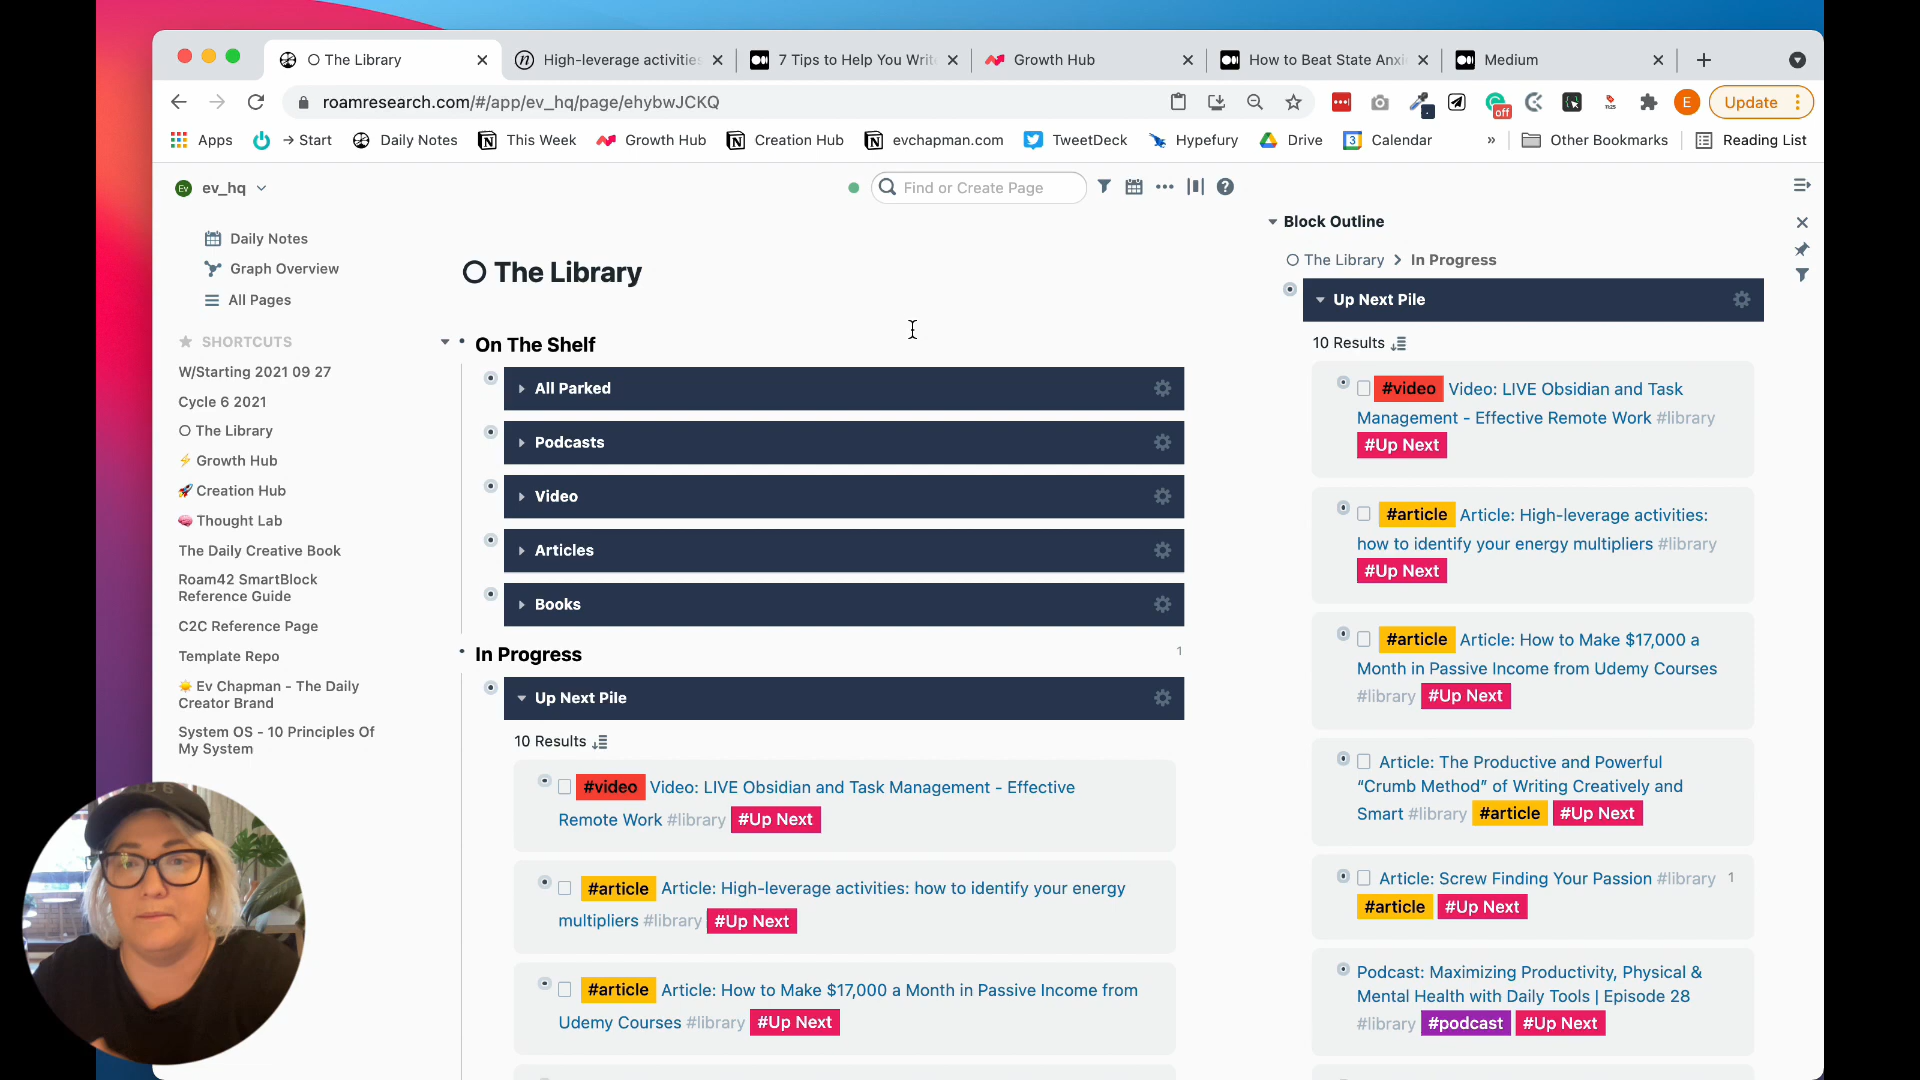 The Library
High-leverage activities
7 Tips to Help You Writ
Growth Hub
How to Beat State Anxi
Medium
roamresearch.com/#/app/ev_hq/page/ehybwJCKQ
off
E
Update
Apps
→ Start
Daily Notes
This Week
Growth Hub
Creation Hub
evchapman.com
TweetDeck
Hypefury
Drive
3
Calendar
»
Other Bookmarks
Reading List
Ev
ev_hq
Find or Create Page
Daily Notes
Graph Overview
All Pages
SHORTCUTS
W/Starting 2021 09 27
Cycle 6 2021
The Library
Growth Hub
Creation Hub
Thought Lab
The Daily Creative Book
Roam42 SmartBlock
Reference Guide
C2C Reference Page
Template Repo
Ev Chapman - The Daily
Creator Brand
System OS - 10 Principles Of
My System
The Library
On The Shelf
All Parked
Podcasts
Video
Articles
Books
In Progress
1
Up Next Pile
10 Results
#video Video: LIVE Obsidian and Task Management - Effective
Remote Work #library #Up Next
#article Article: High-leverage activities: how to identify your energy
multipliers #library #Up Next
#article Article: How to Make $17,000 a Month in Passive Income from
Udemy Courses #library #Up Next
Block Outline
The Library > In Progress
Up Next Pile
10 Results
#video Video: LIVE Obsidian and Task
Management - Effective Remote Work #library
#Up Next
#article Article: High-leverage activities:
how to identify your energy multipliers #library
#Up Next
#article Article: How to Make $17,000 a
Month in Passive Income from Udemy Courses
#library #Up Next
Article: The Productive and Powerful
“Crumb Method” of Writing Creatively and
Smart #library #article #Up Next
Article: Screw Finding Your Passion #library 1
#article #Up Next
Podcast: Maximizing Productivity, Physical &
Mental Health with Daily Tools | Episode 28
#library #podcast #Up Next